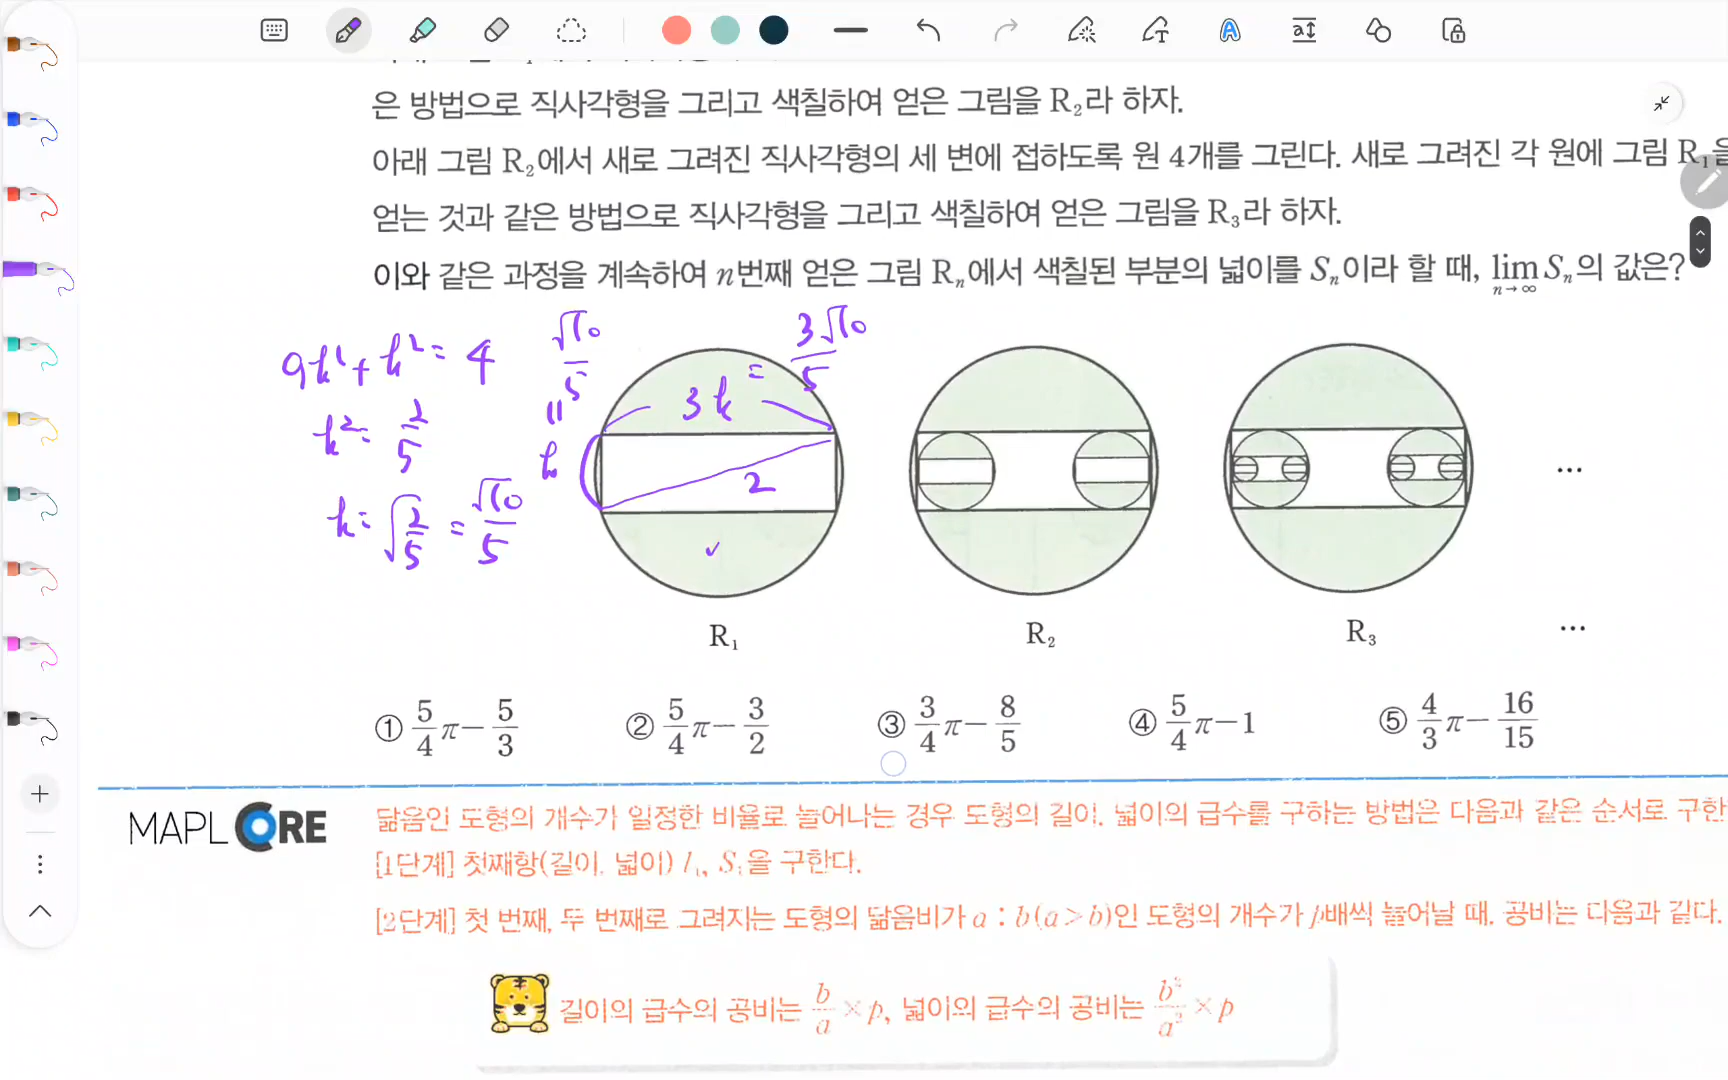 은 방법으로 직사각형을 그리고 색칠하여 얻은 그림을 R₂라 하자.
아래 그림 R₂에서 새로 그려진 직사각형의 세 변에 접하도록 원 4개를 그린다. 새로 그려진 각 원에 그림 R₁을
얻는 것과 같은 방법으로 직사각형을 그리고 색칠하여 얻은 그림을 R₃라 하자.
이와 같은 과정을 계속하여 n번째 얻은 그림 Rₙ에서 색칠된 부분의 넓이를 Sₙ이라 할 때, lim n→∞ Sₙ의 값은?
9k²+k²=4
k²=2/5
k=√(2/5)=√10/5
√10/5
=
k
3k
=3√10/5
2
...
R₁
R₂
R₃
...
① 5/4 π − 5/3
② 5/4 π − 3/2
③ 3/4 π − 8/5
④ 5/4 π − 1
⑤ 4/3 π − 16/15
MAPL CORE
닮음인 도형의 개수가 일정한 비율로 늘어나는 경우 도형의 길이, 넓이의 급수를 구하는 방법은 다음과 같은 순서로 구한
[1단계] 첫째항(길이, 넓이) l₁, S₁을 구한다.
[2단계] 첫 번째, 두 번째로 그려지는 도형의 닮음비가 a : b(a>b)인 도형의 개수가 p배씩 늘어날 때, 공비는 다음과 같다.
길이의 급수의 공비는 b/a × p, 넓이의 급수의 공비는 b²/a² × p